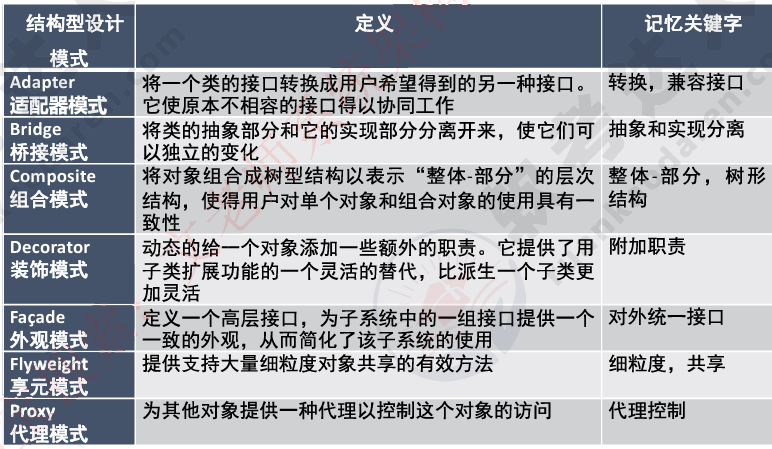 结构型设计
模式
定义
记忆关键字
Adapter
适配器模式
将一个类的接口转换成用户希望得到的另一种接口。
它使原本不相容的接口得以协同工作
转换，兼容接口
Bridge
桥接模式
将类的抽象部分和它的实现部分分离开来，使它们可
以独立的变化
抽象和实现分离
Composite
组合模式
将对象组合成树型结构以表示“整体-部分”的层次
结构，使得用户对单个对象和组合对象的使用具有一
致性
整体-部分，树形
结构
Decorator
装饰模式
动态的给一个对象添加一些额外的职责。它提供了用
子类扩展功能的一个灵活的替代，比派生一个子类更
加灵活
附加职责
Façade
外观模式
定义一个高层接口，为子系统中的一组接口提供一个
一致的外观，从而简化了该子系统的使用
对外统一接口
Flyweight
享元模式
提供支持大量细粒度对象共享的有效方法
细粒度，共享
Proxy
代理模式
为其他对象提供一种代理以控制这个对象的访问
代理控制